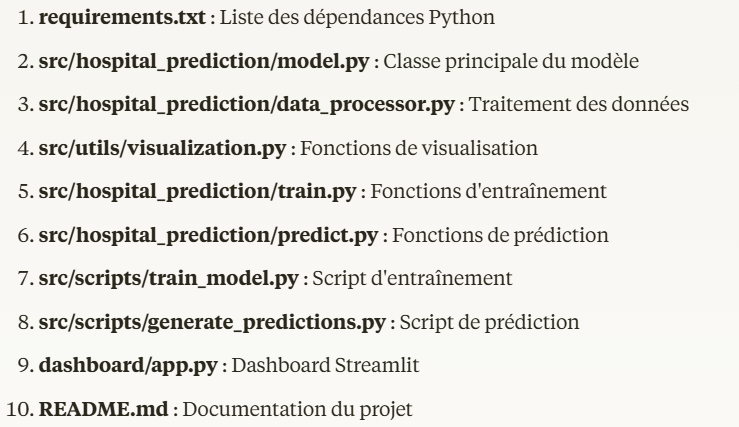 1. requirements.txt : Liste des dépendances Python
2. src/hospital_prediction/model.py : Classe principale du modèle
3. src/hospital_prediction/data_processor.py : Traitement des données
4. src/utils/visualization.py : Fonctions de visualisation
5. src/hospital_prediction/train.py : Fonctions d'entraînement
6. src/hospital_prediction/predict.py : Fonctions de prédiction
7. src/scripts/train_model.py : Script d'entraînement
8. src/scripts/generate_predictions.py : Script de prédiction
9. dashboard/app.py : Dashboard Streamlit
10. README.md : Documentation du projet